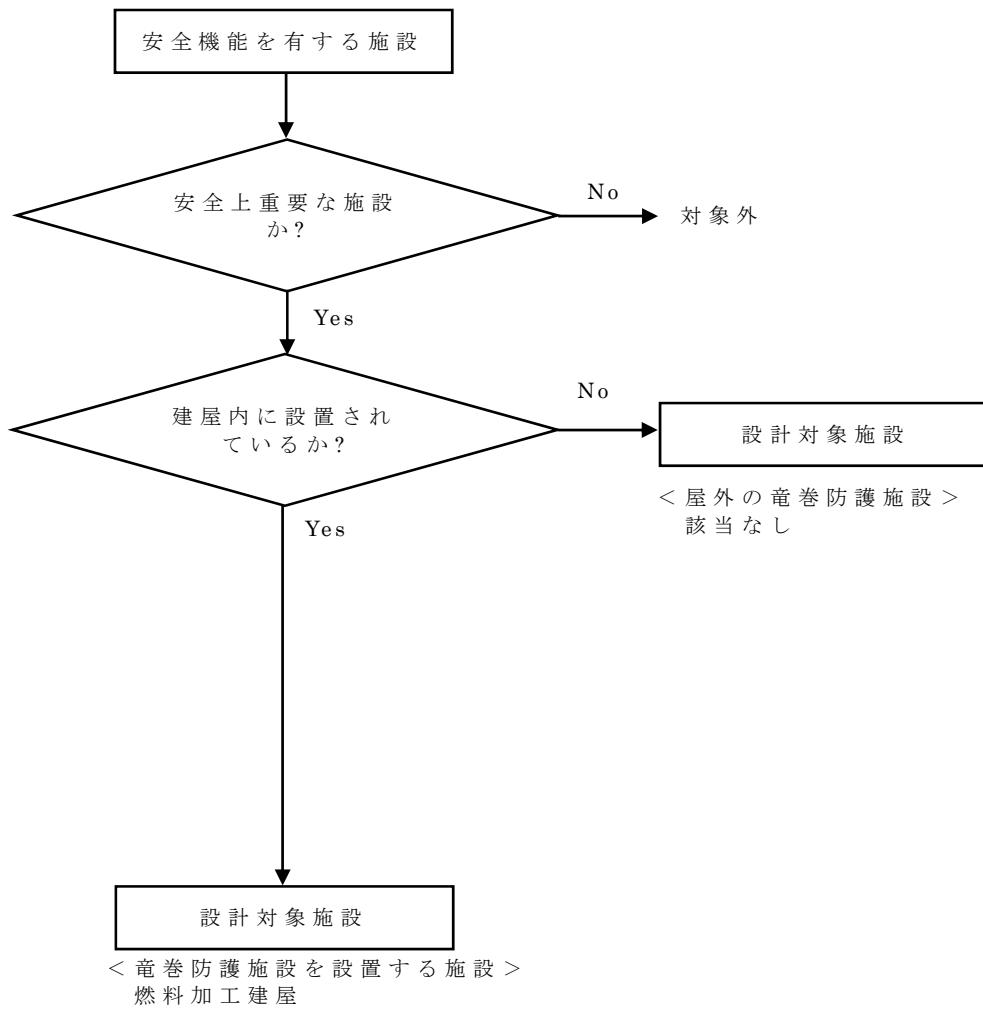 安全機能を有する施設
安全上重要な施設
か?
No
対象外
Yes
建屋内に設置され
ているか?
No
設計対象施設
＜屋外の竜巻防護施設＞
該当なし
Yes
設計対象施設
＜竜巻防護施設を設置する施設＞
燃料加工建屋